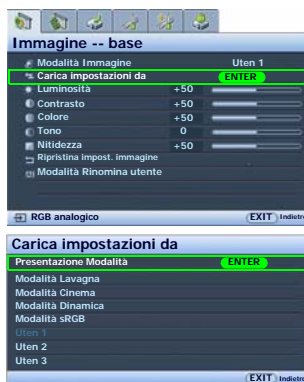 Immagine -- base
Modalità Immagine Uten 1
Carica impostazioni da ENTER
Luminosità +50
Contrasto +50
Colore +50
Tono 0
Nitidezza +50
Ripristina impost. immagine
Modalità Rinomina utente
RGB analogico EXIT Indietro
Carica impostazioni da
Presentazione Modalità ENTER
Modalità Lavagna
Modalità Cinema
Modalità Dinamica
Modalità sRGB
Uten 1
Uten 2
Uten 3
EXIT Indietro